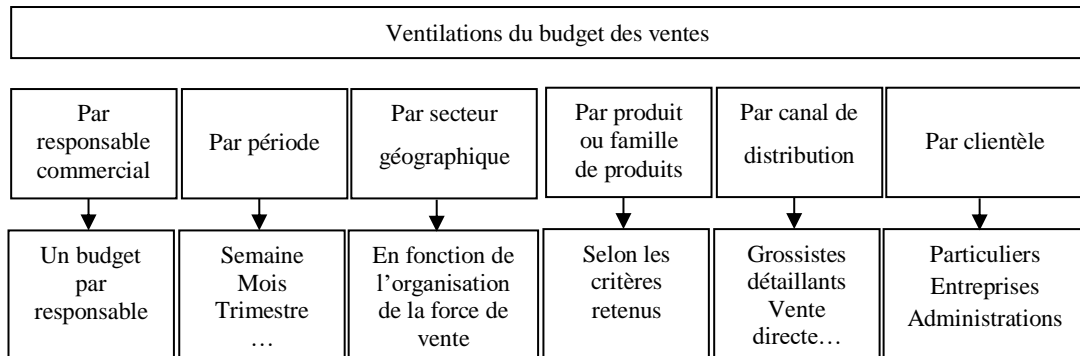 Ventilations du budget des ventes
Par
responsable
commercial
Par période
Par secteur
géographique
Par produit
ou famille
de produits
Par canal de
distribution
Par clientèle
Un budget
par
responsable
Semaine
Mois
Trimestre
…
En fonction de
l’organisation
de la force de
vente
Selon les
critères
retenus
Grossistes
détaillants
Vente
directe…
Particuliers
Entreprises
Administrations